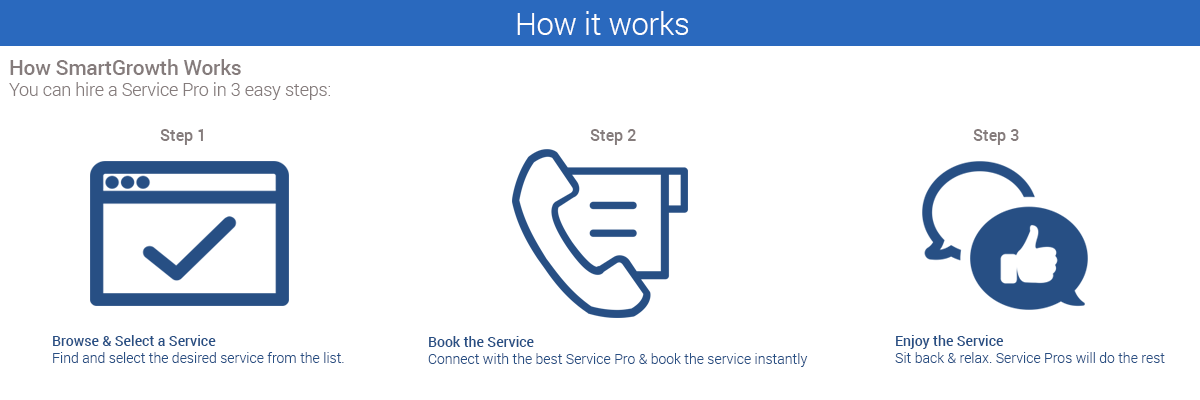 How it works
How SmartGrowth Works
You can hire a Service Pro in 3 easy steps:
Step 1
Browse & Select a Service
Find and select the desired service from the list.
Step 2
Book the Service
Connect with the best Service Pro & book the service instantly
Step 3
Enjoy the Service
Sit back & relax. Service Pros will do the rest